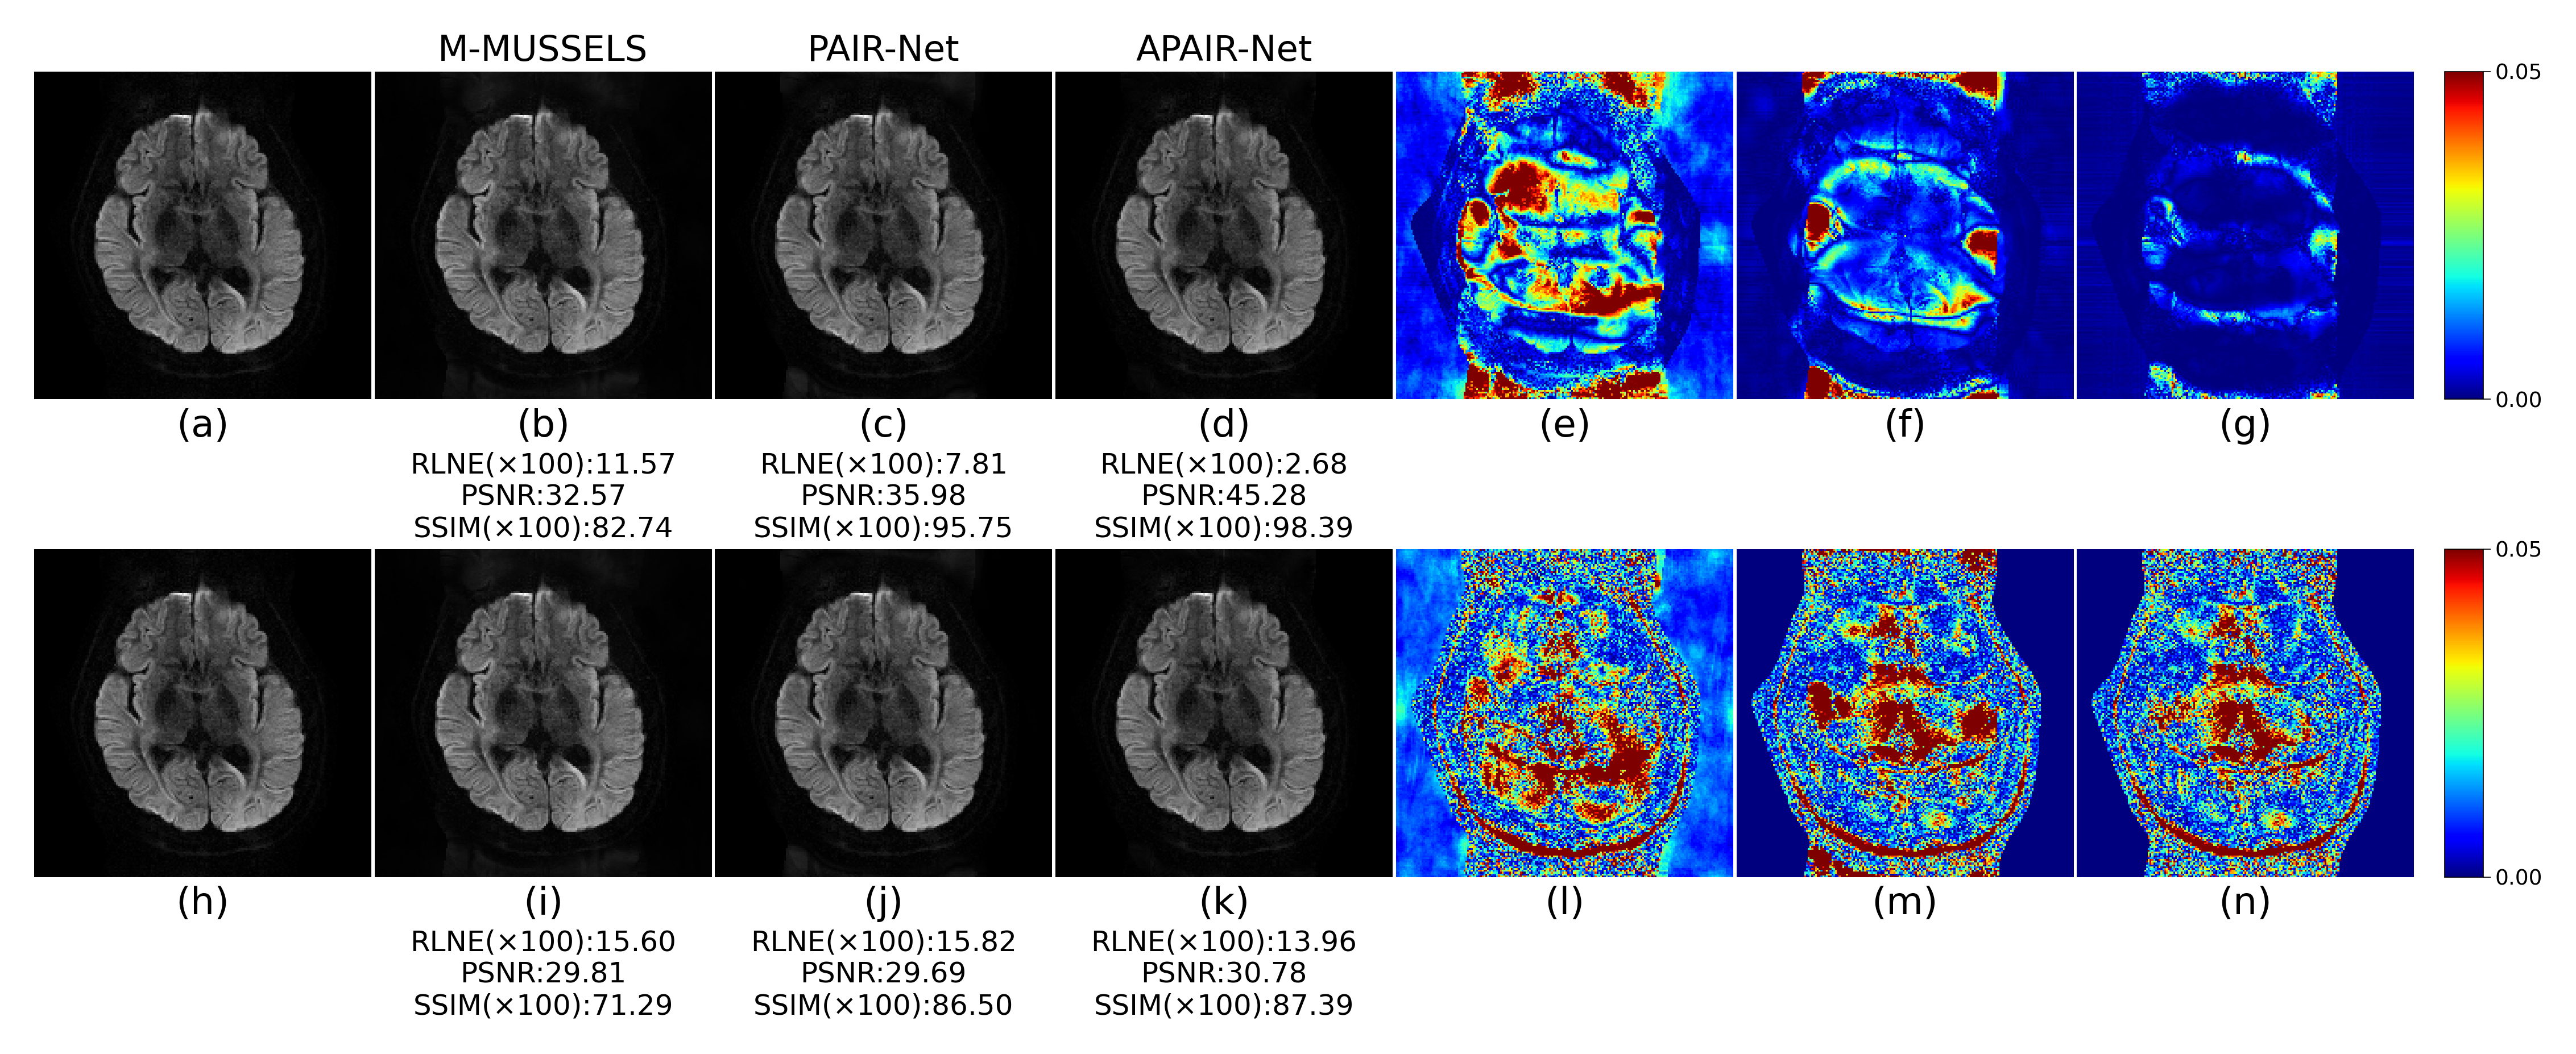 M-MUSSELS PAIR-Net APAIR-Net
0.05
0.00
(a) (b) (c) (d) (e) (f) (g)
RLNE(×100):11.57 RLNE(×100):7.81 RLNE(×100):2.68
PSNR:32.57 PSNR:35.98 PSNR:45.28
SSIM(×100):82.74 SSIM(×100):95.75 SSIM(×100):98.39
0.05
0.00
(h) (i) (j) (k) (l) (m) (n)
RLNE(×100):15.60 RLNE(×100):15.82 RLNE(×100):13.96
PSNR:29.81 PSNR:29.69 PSNR:30.78
SSIM(×100):71.29 SSIM(×100):86.50 SSIM(×100):87.39